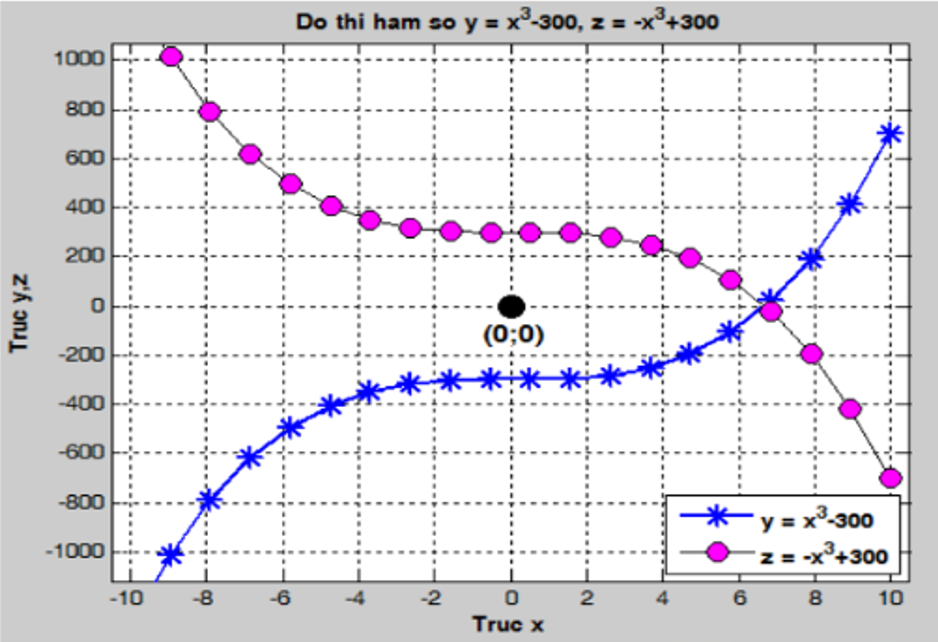 Do thi ham so y = x³-300, z = -x³+300
Truc y,z
1000
800
600
400
200
0
-200
-400
-600
-800
-1000
(0;0)
y = x³-300
z = -x³+300
-10 -8 -6 -4 -2 0 2 4 6 8 10
Truc x